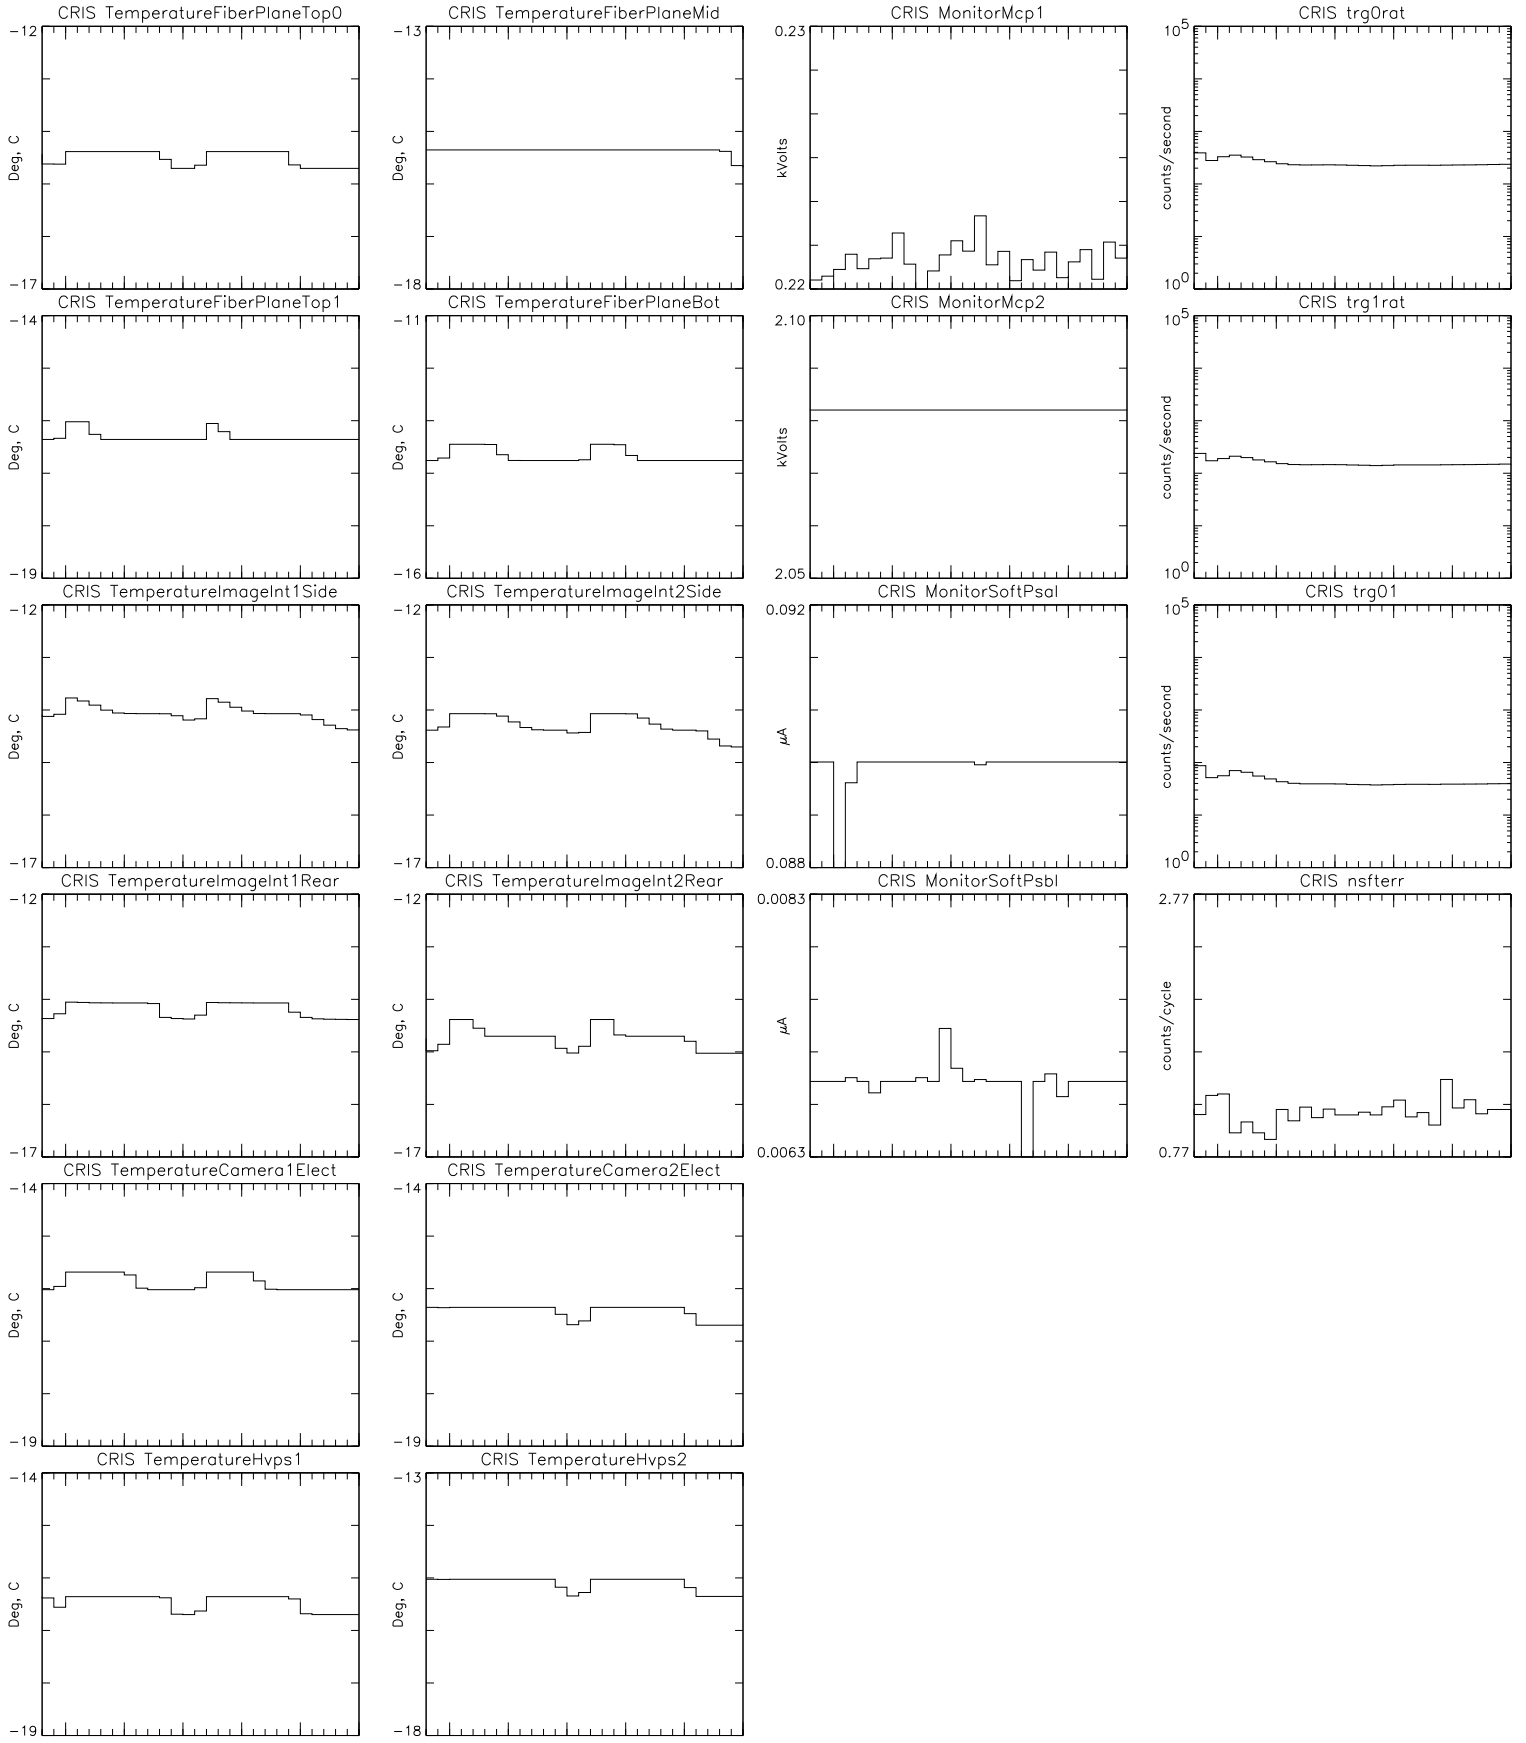 CRIS TemperatureFiberPlaneTop0
-12
Deg, C
-17
CRIS TemperatureFiberPlaneMid
-13
Deg, C
-18
CRIS MonitorMcp1
0.23
kVolts
0.22
CRIS trg0rat
10^5
counts/second
10^0
CRIS TemperatureFiberPlaneTop1
-14
Deg, C
-19
CRIS TemperatureFiberPlaneBot
-11
Deg, C
-16
CRIS MonitorMcp2
2.10
kVolts
2.05
CRIS trg1rat
10^5
counts/second
10^0
CRIS TemperatureImageInt1Side
-12
Deg, C
-17
CRIS TemperatureImageInt2Side
-12
Deg, C
-17
CRIS MonitorSoftPsaI
0.092
μA
0.088
CRIS trg01
10^5
counts/second
10^0
CRIS TemperatureImageInt1Rear
-12
Deg, C
-17
CRIS TemperatureImageInt2Rear
-12
Deg, C
-17
CRIS MonitorSoftPsbI
0.0083
μA
0.0063
CRIS nsfterr
2.77
counts/cycle
0.77
CRIS TemperatureCamera1Elect
-14
Deg, C
-19
CRIS TemperatureCamera2Elect
-14
Deg, C
-19
CRIS TemperatureHvps1
-14
Deg, C
-19
CRIS TemperatureHvps2
-13
Deg, C
-18